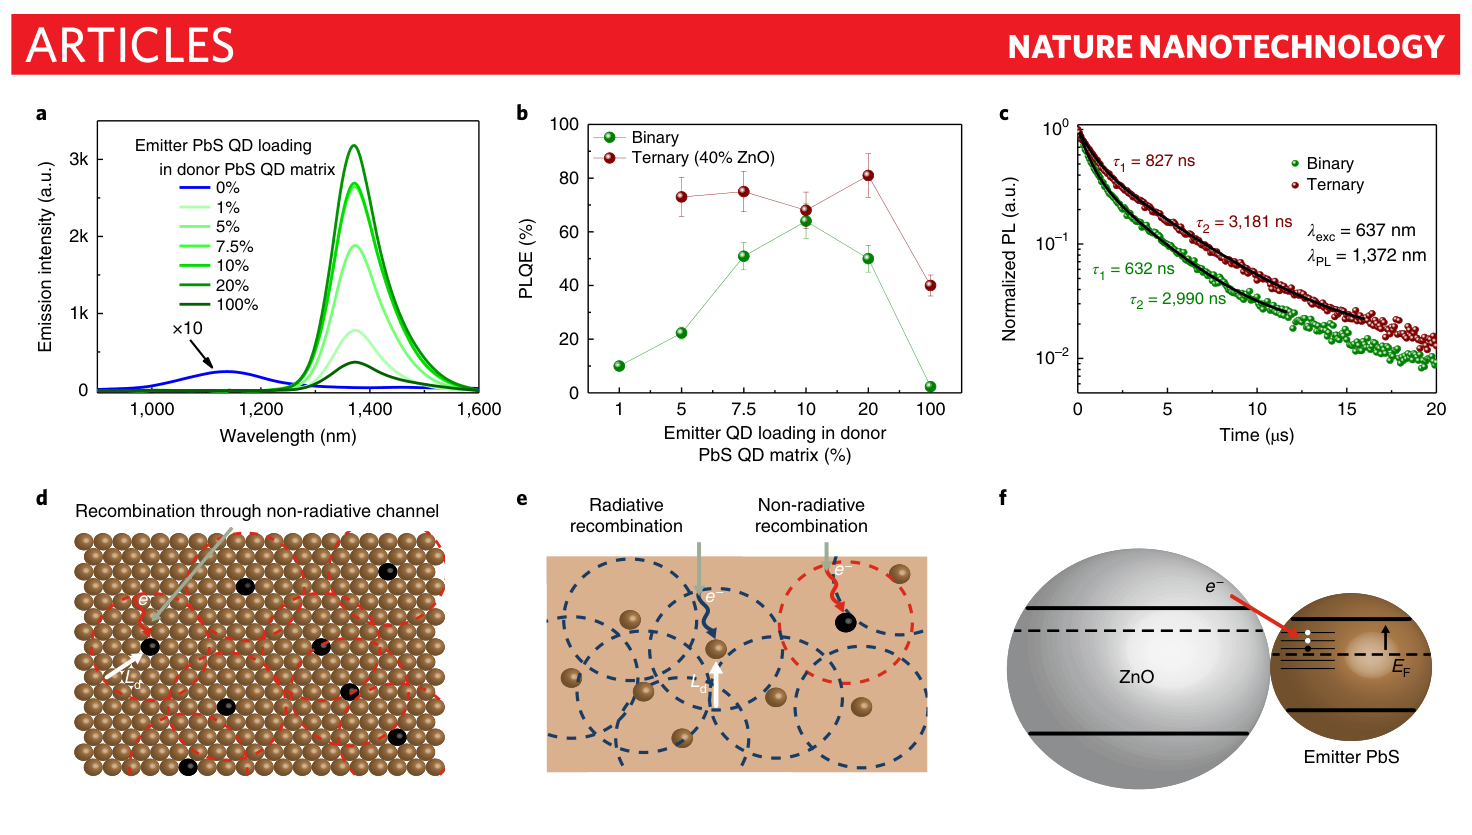 ARTICLES
NATURE NANOTECHNOLOGY
a
Emission intensity (a.u.)
3k
2k
1k
0
Emitter PbS QD loading
in donor PbS QD matrix
0%
1%
5%
7.5%
10%
20%
100%
×10
1,000
1,200
1,400
1,600
Wavelength (nm)
b
PLQE (%)
100
80
60
40
20
0
Binary
Ternary (40% ZnO)
1
5
7.5
10
20
100
Emitter QD loading in donor
PbS QD matrix (%)
c
Normalized PL (a.u.)
10⁰
10⁻¹
10⁻²
τ₁ = 827 ns
Binary
Ternary
τ₂ = 3,181 ns
λexc = 637 nm
λPL = 1,372 nm
τ₁ = 632 ns
τ₂ = 2,990 ns
0
5
10
15
20
Time (μs)
d
Recombination through non-radiative channel
e⁻
Ld
e
Radiative
recombination
Non-radiative
recombination
e⁻
e⁻
Ld
f
e⁻
ZnO
EF
Emitter PbS